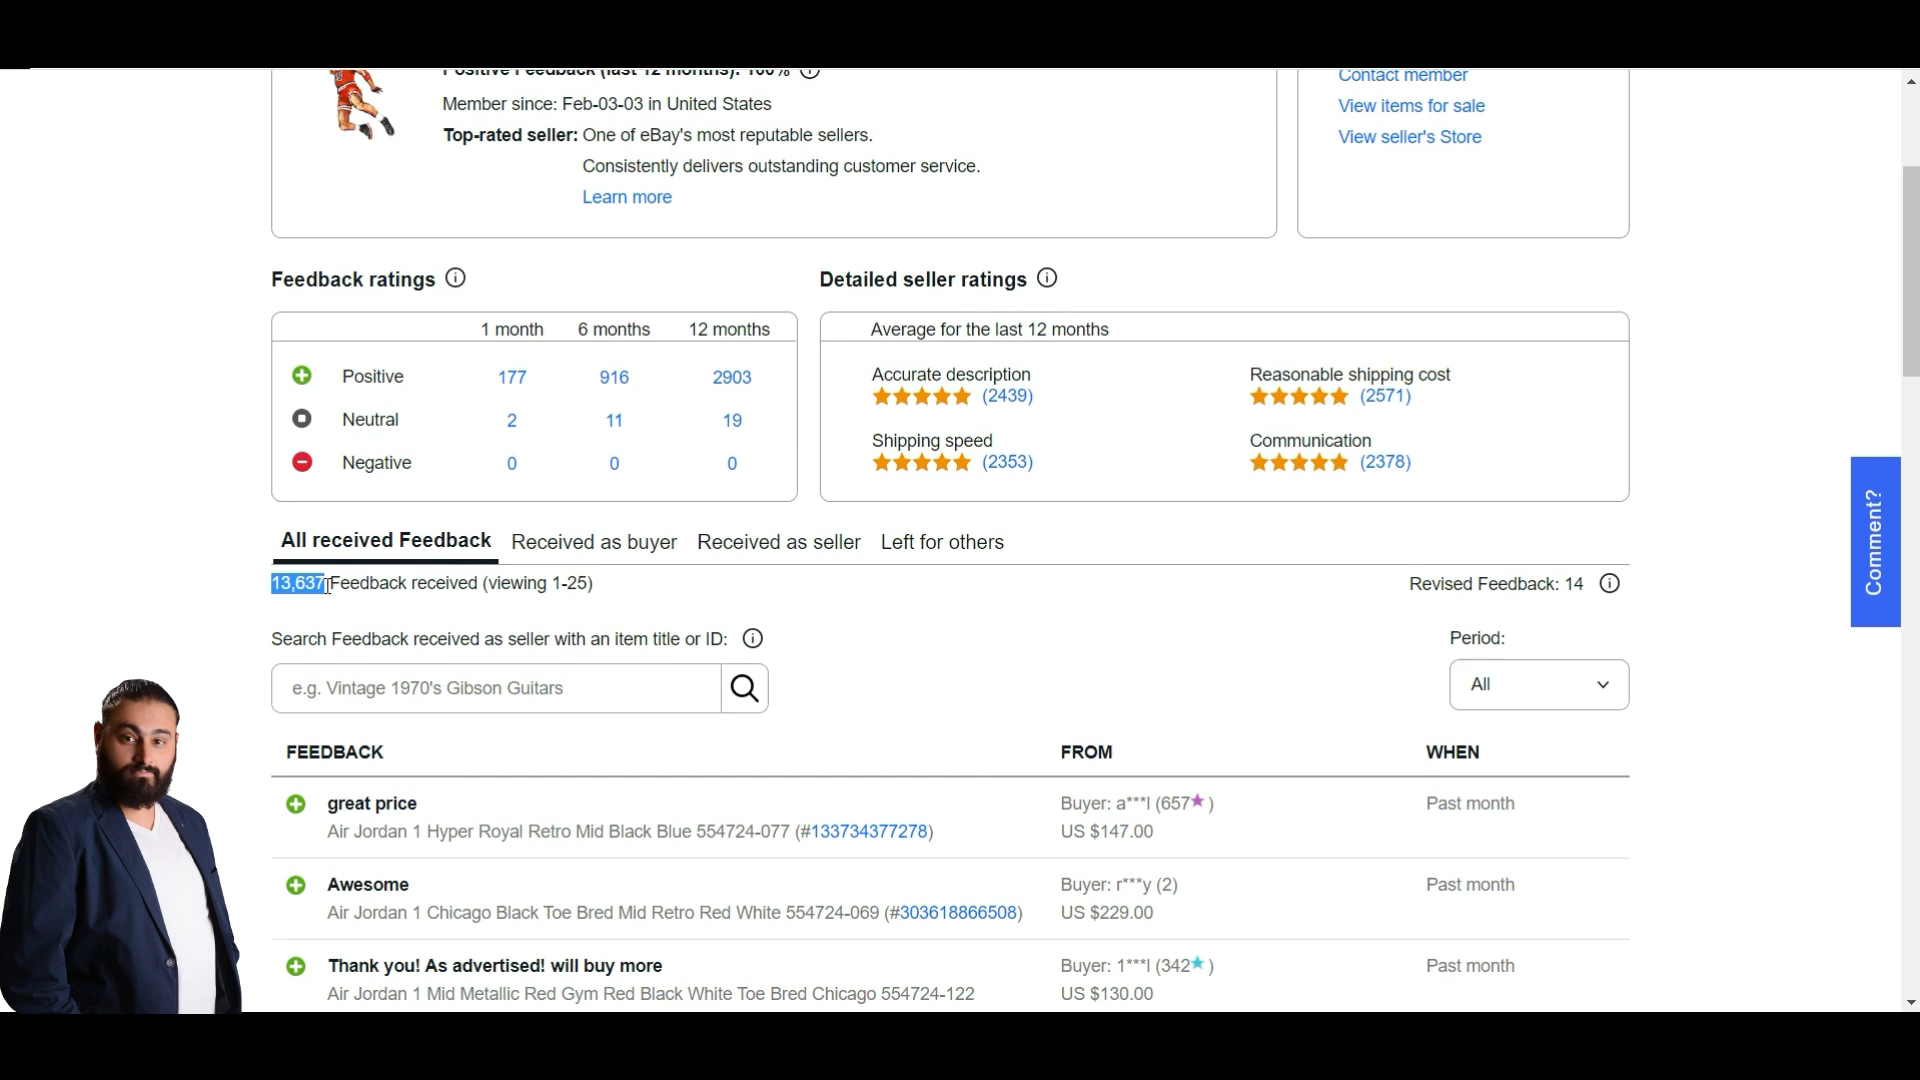 Positive Feedback (last 12 months): 100%
Member since: Feb-03-03 in United States
Top-rated seller: One of eBay's most reputable sellers.
Consistently delivers outstanding customer service.
Learn more
Contact member
View items for sale
View seller's Store
Feedback ratings
1 month 6 months 12 months
Positive 177 916 2903
Neutral 2 11 19
Negative 0 0 0
Detailed seller ratings
Average for the last 12 months
Accurate description Reasonable shipping cost
(2439) (2571)
Shipping speed Communication
(2353) (2378)
All received Feedback Received as buyer Received as seller Left for others
13,637 Feedback received (viewing 1-25) Revised Feedback: 14
Search Feedback received as seller with an item title or ID: Period:
e.g. Vintage 1970's Gibson Guitars All
Comment?
FEEDBACK FROM WHEN
great price Buyer: a***l (657 ) Past month
Air Jordan 1 Hyper Royal Retro Mid Black Blue 554724-077 (#133734377278) US $147.00
Awesome Buyer: r***y (2) Past month
Air Jordan 1 Chicago Black Toe Bred Mid Retro Red White 554724-069 (#303618866508) US $229.00
Thank you! As advertised! will buy more Buyer: 1***l (342 ) Past month
Air Jordan 1 Mid Metallic Red Gym Red Black White Toe Bred Chicago 554724-122 US $130.00